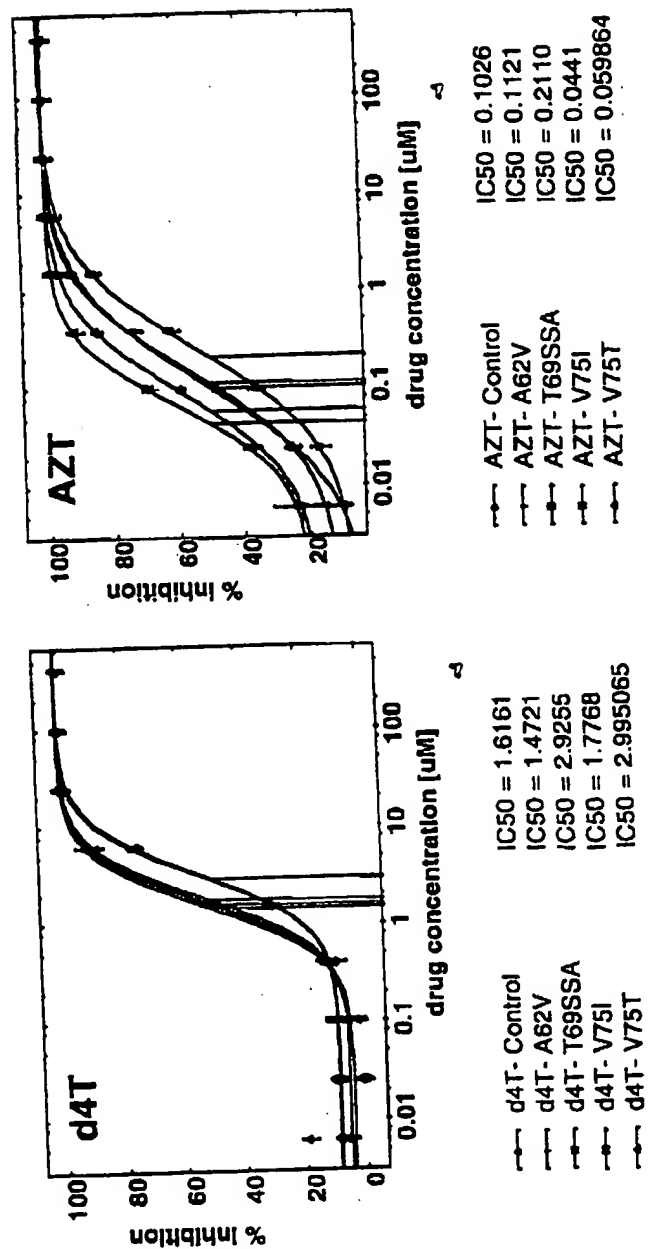 d4T
% inhibition
100
80
60
40
20
0
0.01
0.1
1
10
100
drug concentration [uM]
d4T- Control IC50 = 1.6161
d4T- A62V IC50 = 1.4721
d4T- T69SSA IC50 = 2.9255
d4T- V75I IC50 = 1.7768
d4T- V75T IC50 = 2.995065
AZT
% inhibition
100
80
60
40
20
0.01
0.1
1
10
100
drug concentration [uM]
AZT- Control IC50 = 0.1026
AZT- A62V IC50 = 0.1121
AZT- T69SSA IC50 = 0.2110
AZT- V75I IC50 = 0.0441
AZT- V75T IC50 = 0.059864